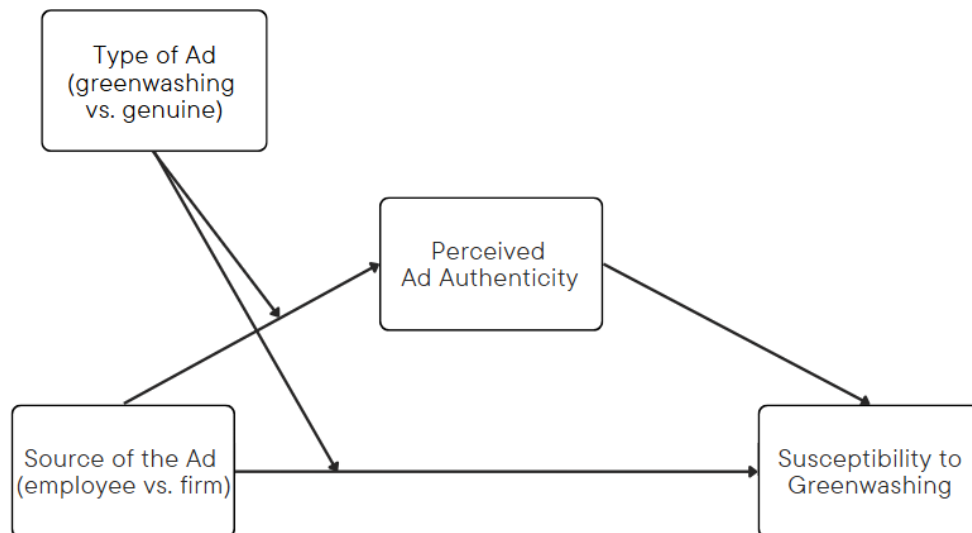 Type of Ad
(greenwashing
vs. genuine)
Perceived
Ad Authenticity
Source of the Ad
(employee vs. firm)
Susceptibility to
Greenwashing